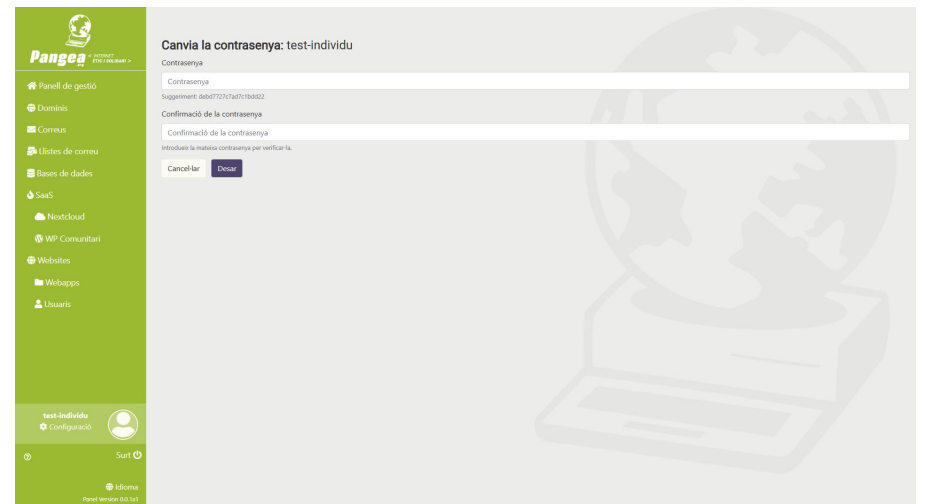 Pangea
.org
< INTERNET
ÈTIC I SOLIDARI >
Panell de gestió
Dominis
Correus
Llistes de correu
Bases de dades
SaaS
Nextcloud
WP Comunitari
Websites
Webapps
Usuaris
test-individu
Configuració
Surt
Idioma
Panel Version 0.0.1a1
Canvia la contrasenya: test-individu
Contrasenya
Contrasenya
Suggeriment: debd7727c7ad7c1bdd22
Confirmació de la contrasenya
Confirmació de la contrasenya
Introdueix la mateixa contrasenya per verificar-la.
Cancel·lar
Desar